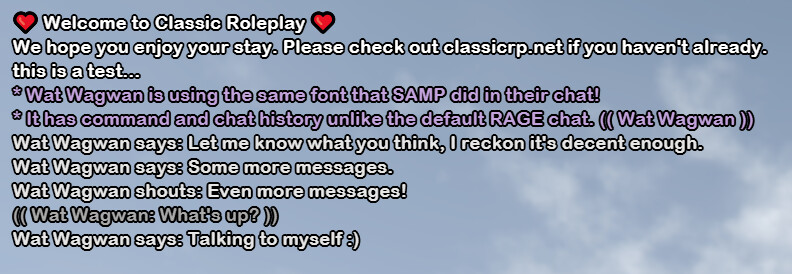 ❤️ Welcome to Classic Roleplay ❤️
We hope you enjoy your stay. Please check out classicrp.net if you haven't already.
this is a test...
* Wat Wagwan is using the same font that SAMP did in their chat!
* It has command and chat history unlike the default RAGE chat. (( Wat Wagwan ))
Wat Wagwan says: Let me know what you think, I reckon it's decent enough.
Wat Wagwan says: Some more messages.
Wat Wagwan shouts: Even more messages!
(( Wat Wagwan: What's up? ))
Wat Wagwan says: Talking to myself :)